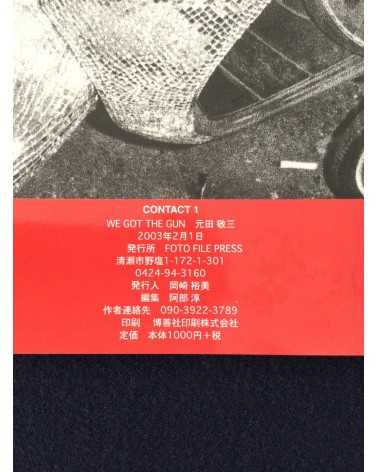 CONTACT 1
WE GOT THE GUN 元田 敬三
2003年2月1日
発行所 FOTO FILE PRESS
清瀬市野塩1-172-1-301
0424-94-3160
発行人 岡崎 裕美
編集 阿部 淳
作者連絡先 090-3922-3789
印刷 博善社印刷株式会社
定価 本体1000円+税